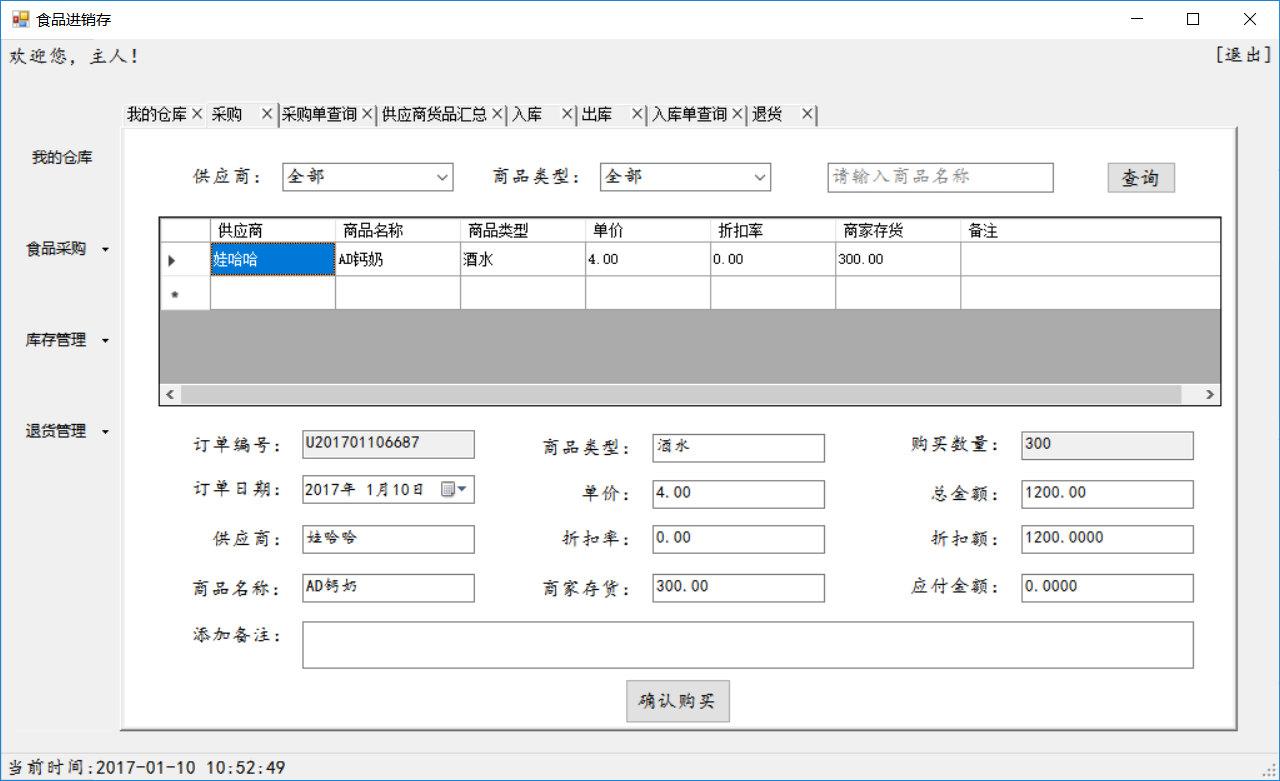 食品进销存
欢迎您, 主人!
[退出]
我的仓库 采购 采购单查询 供应商货品汇总 入库 出库 入库单查询 退货
我的仓库
食品采购
库存管理
退货管理
供应商: 全部 商品类型: 全部 请输入商品名称 查询
供应商 商品名称 商品类型 单价 折扣率 商家存货 备注
娃哈哈 AD钙奶 酒水 4.00 0.00 300.00
订单编号: U201701106687 商品类型: 酒水 购买数量: 300
订单日期: 2017年 1月10日 单价: 4.00 总金额: 1200.00
供应商: 娃哈哈 折扣率: 0.00 折扣额: 1200.0000
商品名称: AD钙奶 商家存货: 300.00 应付金额: 0.0000
添加备注:
确认购买
当前时间:2017-01-10 10:52:49